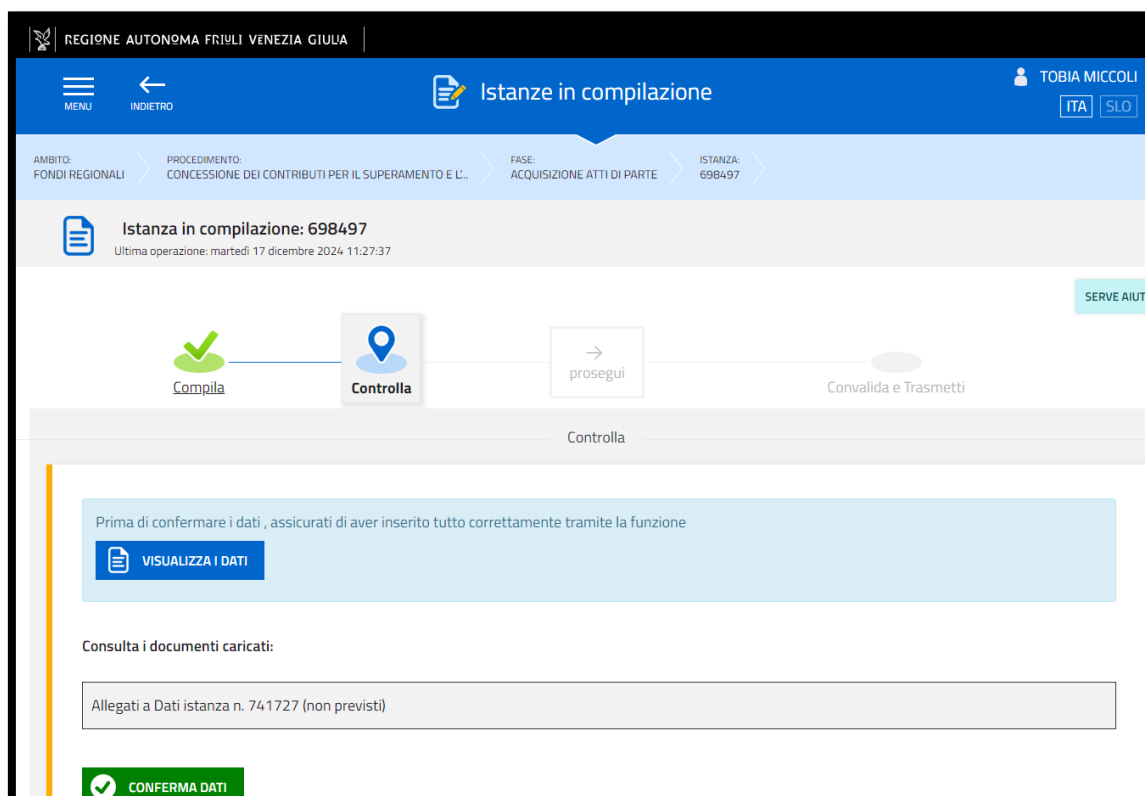 REGIONE AUTONOMA FRIULI VENEZIA GIULIA
MENU
INDIETRO
Istanze in compilazione
TOBIA MICCOLI
ITA SLO
AMBITO:
FONDI REGIONALI
PROCEDIMENTO:
CONCESSIONE DEI CONTRIBUTI PER IL SUPERAMENTO E L'...
FASE:
ACQUISIZIONE ATTI DI PARTE
ISTANZA:
698497
Istanza in compilazione: 698497
Ultima operazione: martedì 17 dicembre 2024 11:27:37
SERVE AIUT
Compila
Controlla
prosegui
Convalida e Trasmetti
Controlla
Prima di confermare i dati , assicurati di aver inserito tutto correttamente tramite la funzione
VISUALIZZA I DATI
Consulta i documenti caricati:
Allegati a Dati istanza n. 741727 (non previsti)
CONFERMA DATI